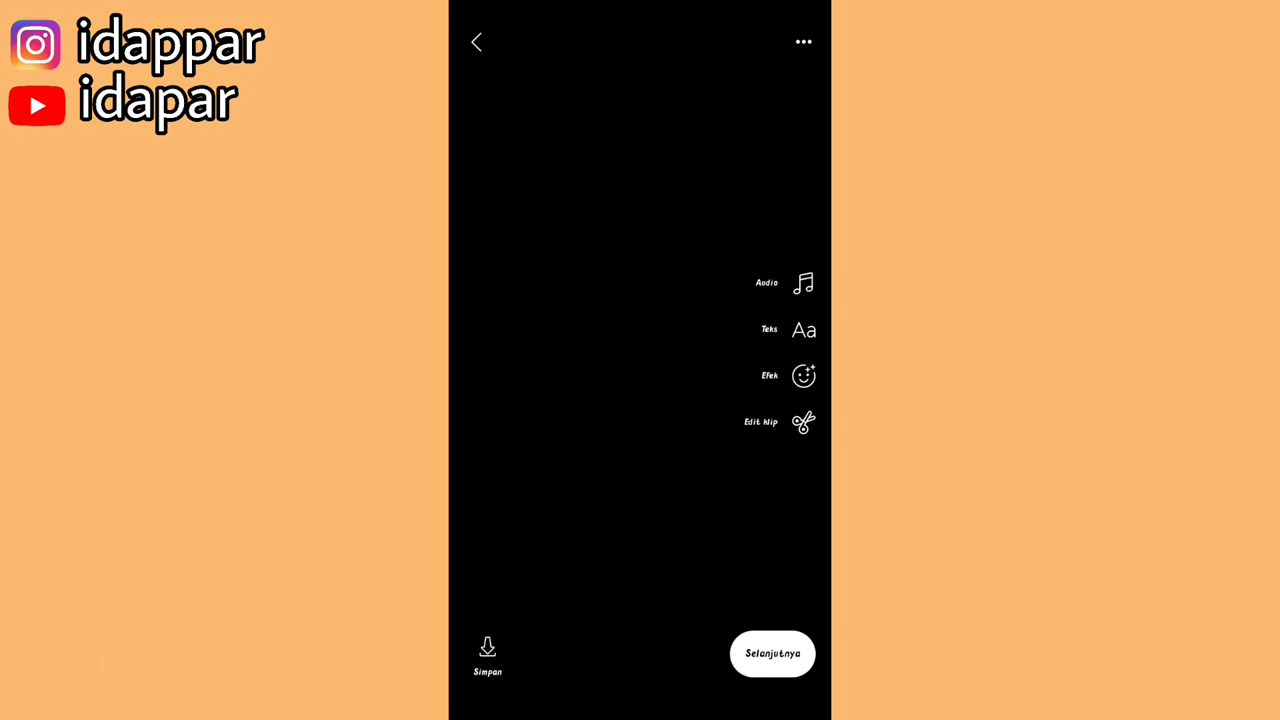 idappar
idapar
Audio
Teks
Efek
Edit klip
Simpan
Selanjutnya